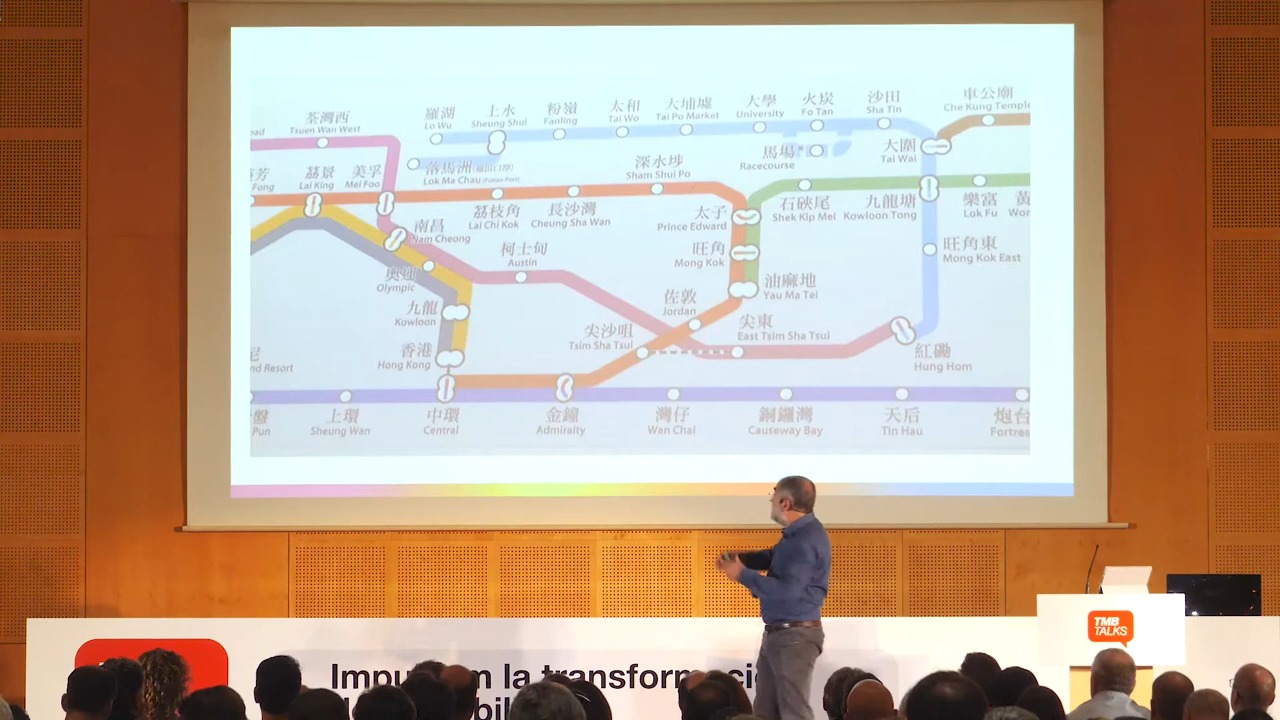 羅湖
Lo Wu
上水
Sheung Shui
粉嶺
Fanling
太和
Tai Wo
大埔墟
Tai Po Market
大學
University
火炭
Fo Tan
沙田
Sha Tin
車公廟
Che Kung Temple
荃灣西
Tsuen Wan West
落馬洲
Lok Ma Chau
馬場
Racecourse
大圍
Tai Wai
芳
Fong
荔景
Lai King
美孚
Mei Foo
深水埗
Sham Shui Po
荔枝角
Lai Chi Kok
長沙灣
Cheung Sha Wan
太子
Prince Edward
石硤尾
Shek Kip Mei
九龍塘
Kowloon Tong
樂富
Lok Fu
黃
南昌
Nam Cheong
柯士甸
Austin
旺角
Mong Kok
旺角東
Mong Kok East
奧運
Olympic
油麻地
Yau Ma Tei
九龍
Kowloon
佐敦
Jordan
尖沙咀
Tsim Sha Tsui
尖東
East Tsim Sha Tsui
香港
Hong Kong
紅磡
Hung Hom
Resort
盤
Pun
上環
Sheung Wan
中環
Central
金鐘
Admiralty
灣仔
Wan Chai
銅鑼灣
Causeway Bay
天后
Tin Hau
炮台
Fortress
TMB
TALKS
la